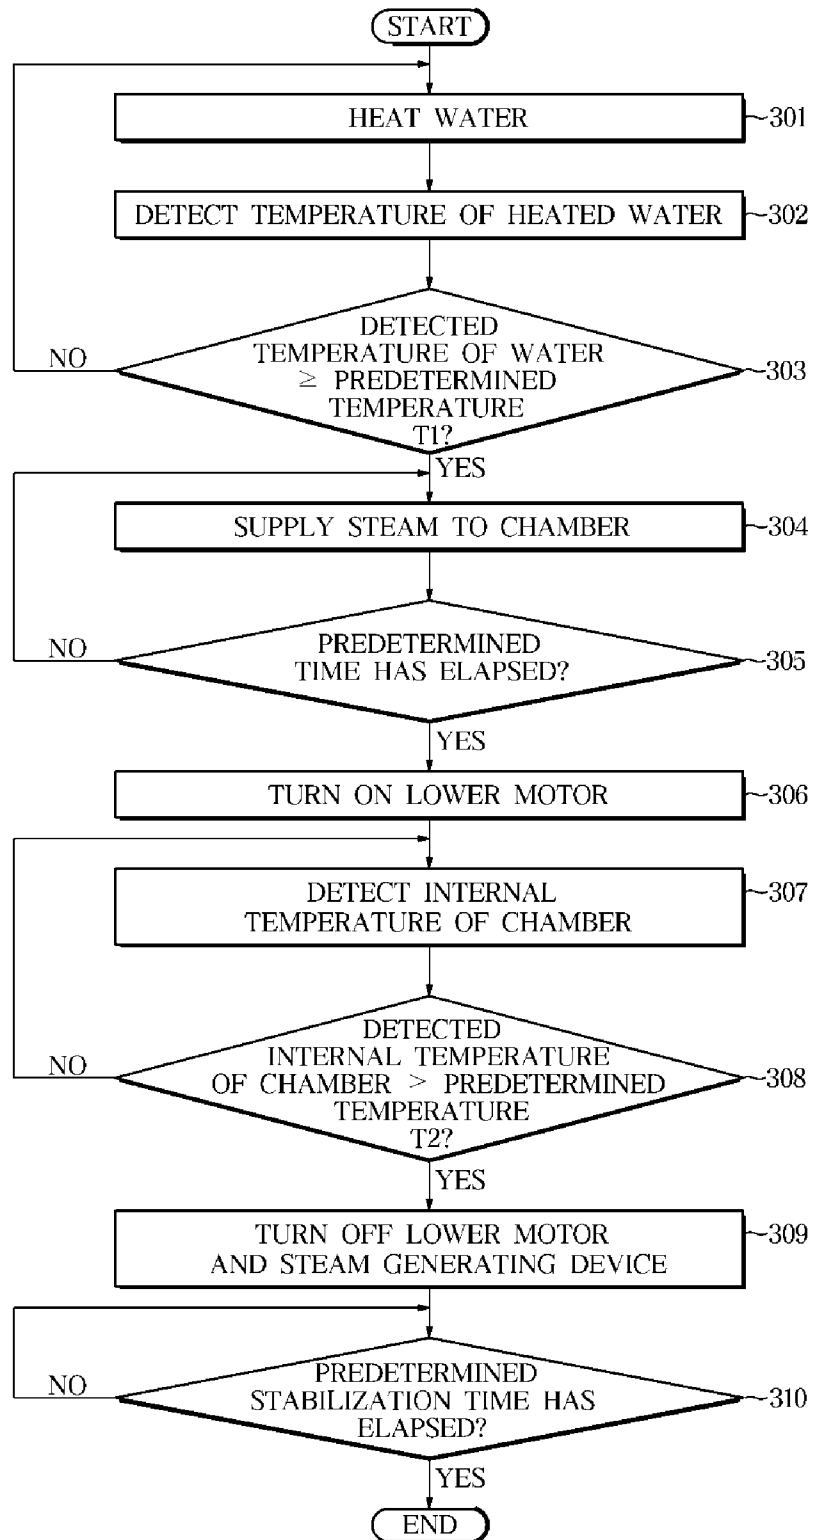 START
HEAT WATER
301
DETECT TEMPERATURE OF HEATED WATER
302
DETECTED
TEMPERATURE OF WATER
≥ PREDETERMINED
TEMPERATURE
T1?
303
NO
YES
SUPPLY STEAM TO CHAMBER
304
PREDETERMINED
TIME HAS ELAPSED?
305
NO
YES
TURN ON LOWER MOTOR
306
DETECT INTERNAL
TEMPERATURE OF CHAMBER
307
DETECTED
INTERNAL TEMPERATURE
OF CHAMBER > PREDETERMINED
TEMPERATURE
T2?
308
NO
YES
TURN OFF LOWER MOTOR
AND STEAM GENERATING DEVICE
309
PREDETERMINED
STABILIZATION TIME HAS
ELAPSED?
310
NO
YES
END